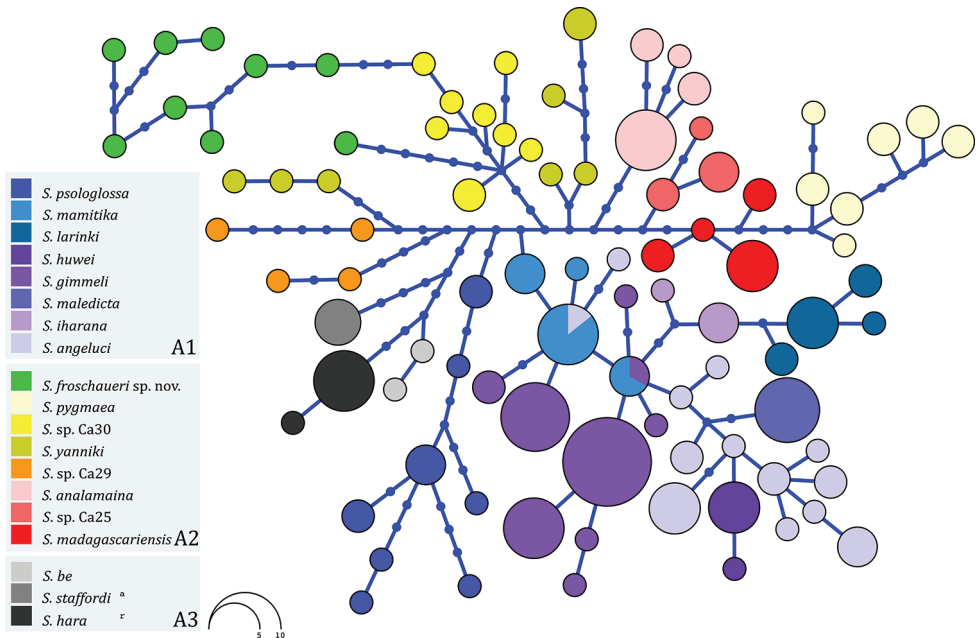 S. psologlossa
S. mamitika
S. larinki
S. huwei
S. gimmeli
S. maledicta
S. iharana
S. angeluci
A1
S. froschaueri sp. nov.
S. pygmaea
S. sp. Ca30
S. yanniki
S. sp. Ca29
S. analamaina
S. sp. Ca25
S. madagascariensis A2
S. be
S. staffordi a
S. hara r
A3
5 10